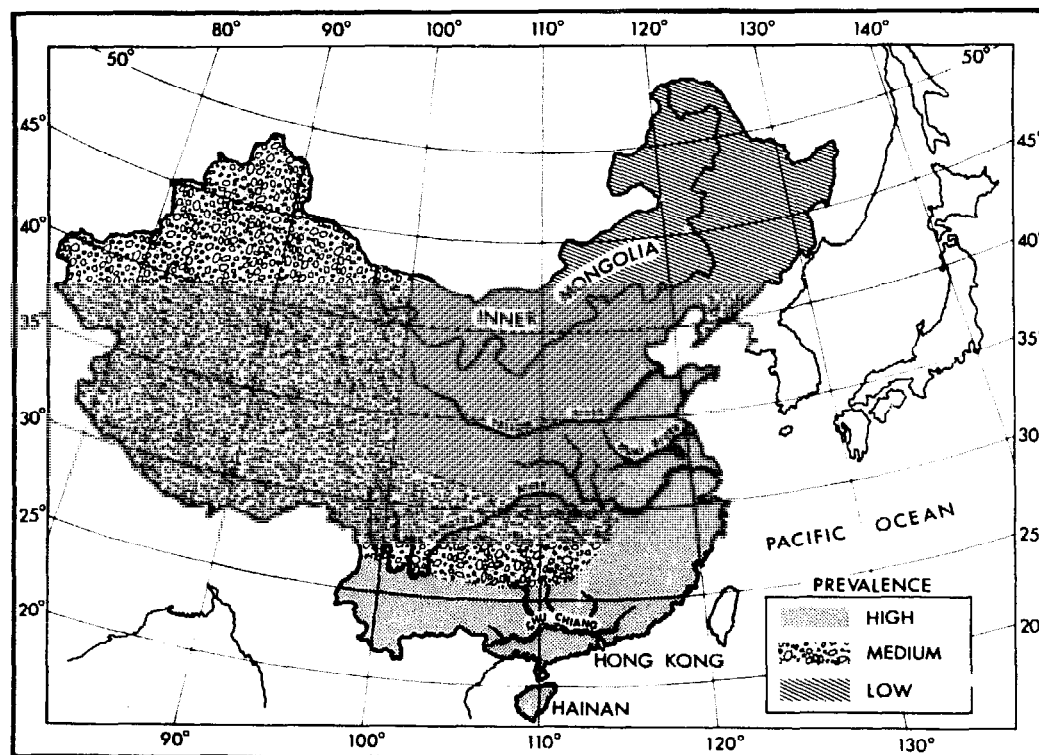 80° 90° 100° 110° 120° 130° 140°
50° 50°
45° 45°
40° 40°
35° 35°
30° 30°
25° 25°
20° 20°
INNER MONGOLIA
PACIFIC OCEAN
WU CHIANG
HONG KONG
HAINAN
PREVALENCE
HIGH
MEDIUM
LOW
90° 100° 110° 120° 130°